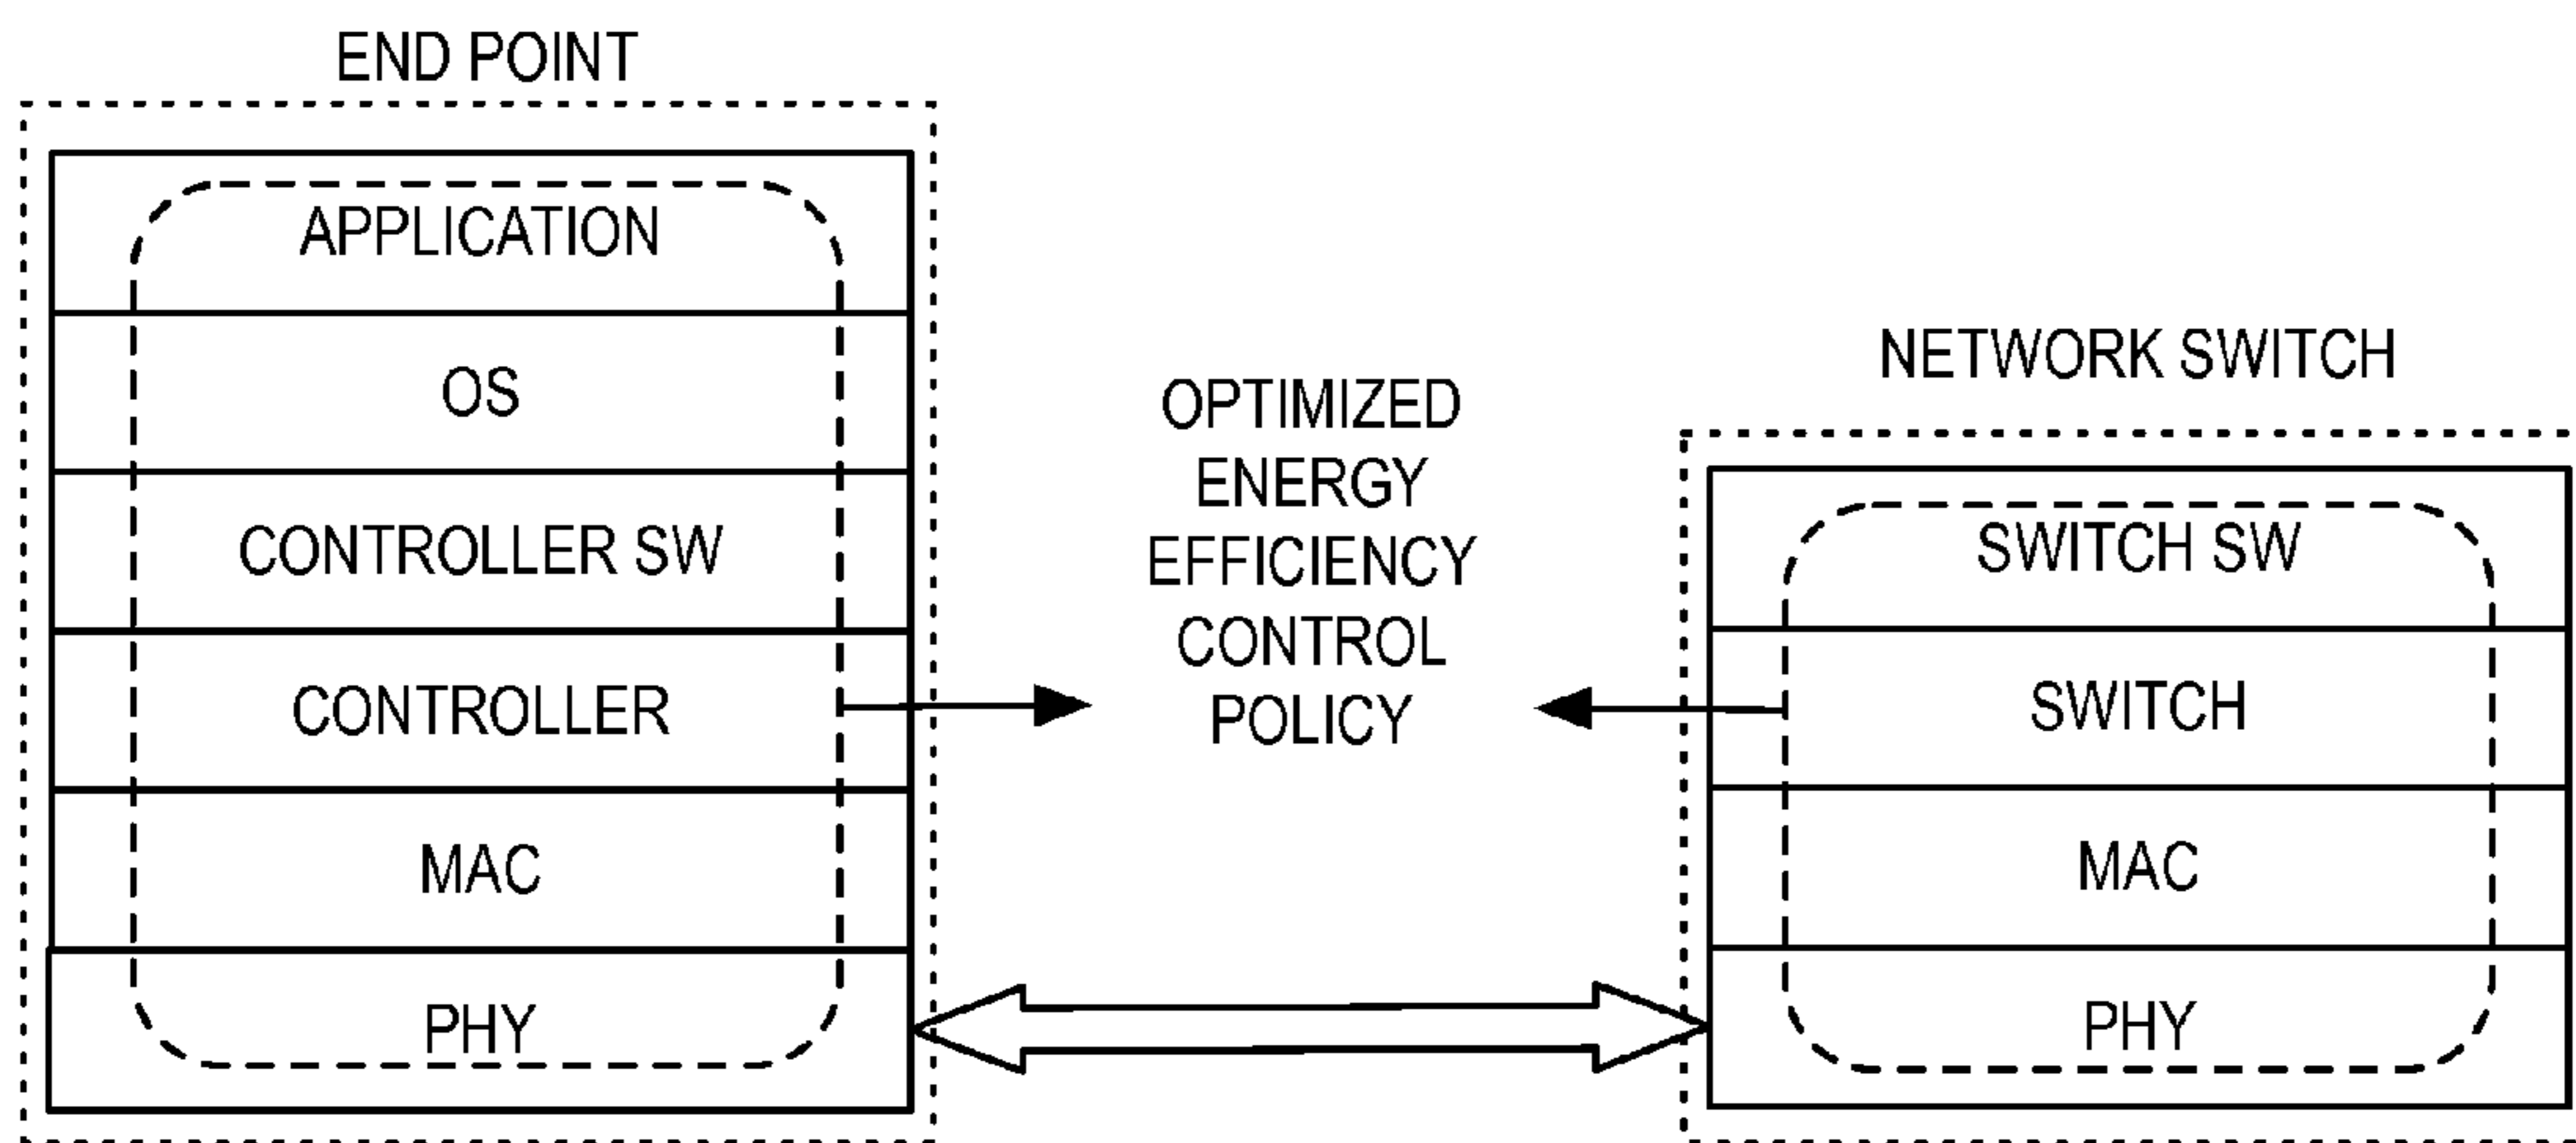 END POINT
APPLICATION
OS
CONTROLLER SW
CONTROLLER
MAC
PHY
OPTIMIZED
ENERGY
EFFICIENCY
CONTROL
POLICY
NETWORK SWITCH
SWITCH SW
SWITCH
MAC
PHY